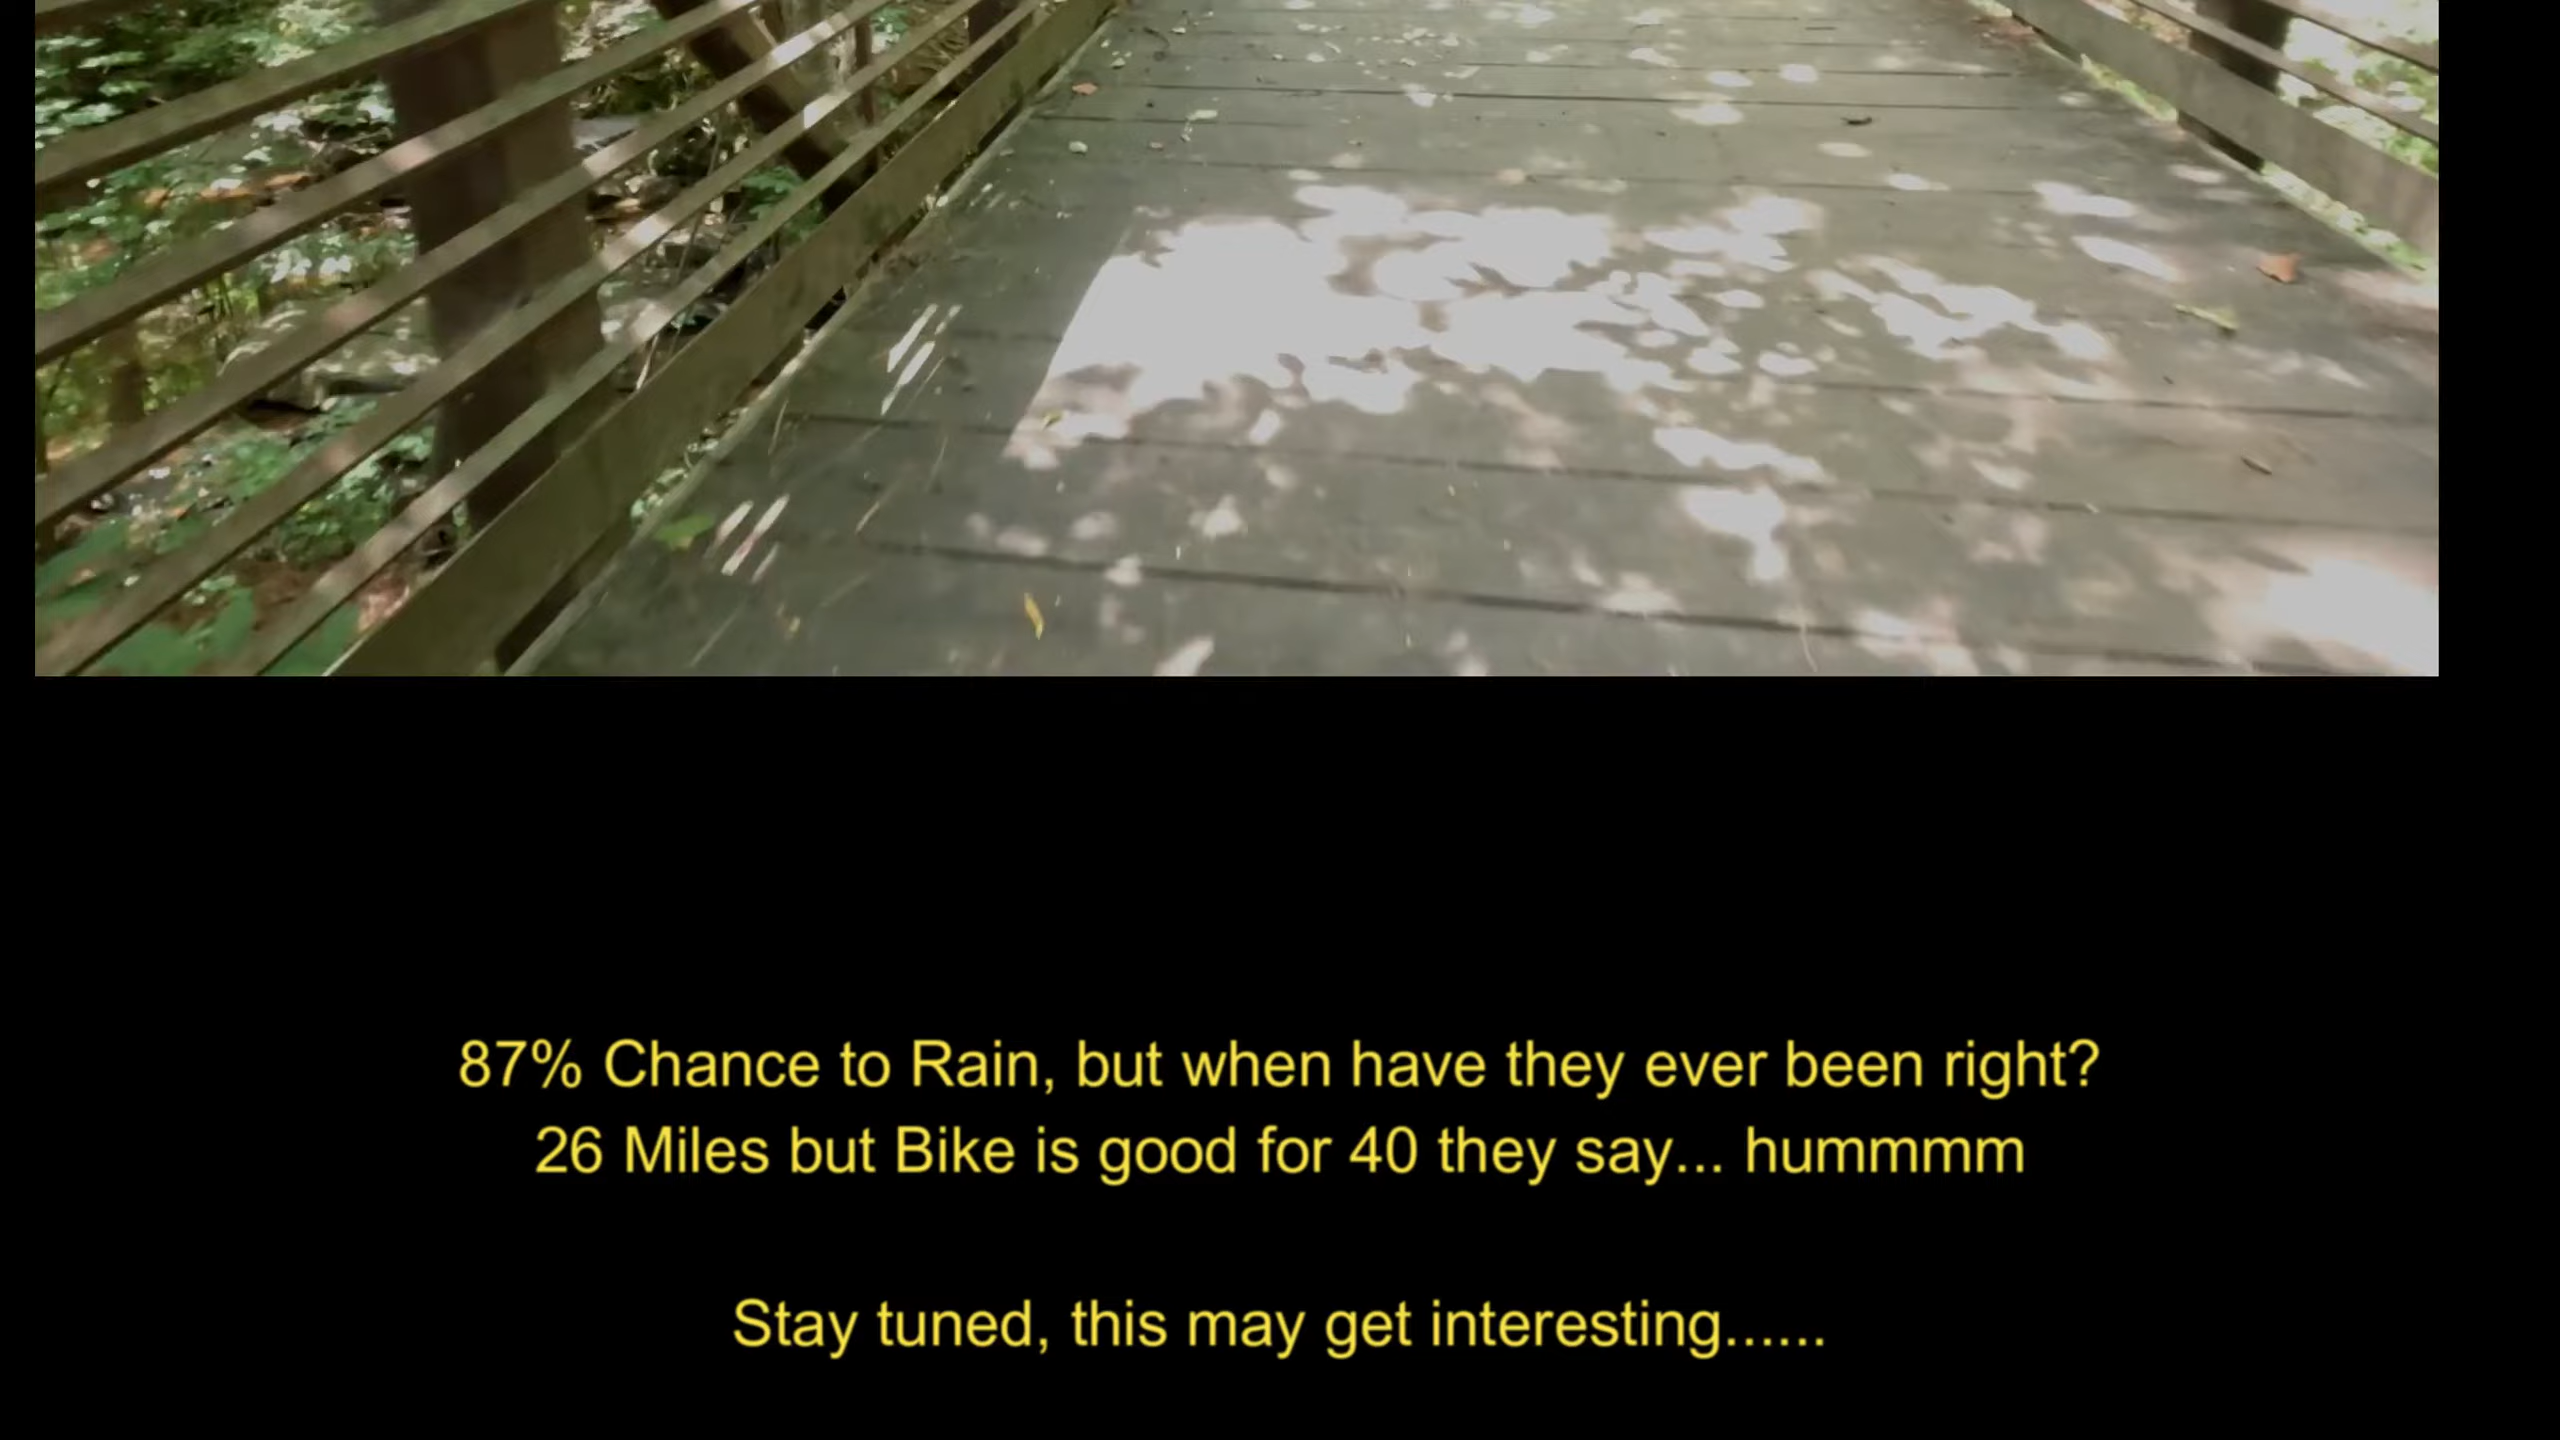 87% Chance to Rain, but when have they ever been right?
26 Miles but Bike is good for 40 they say... hummmm
Stay tuned, this may get interesting......